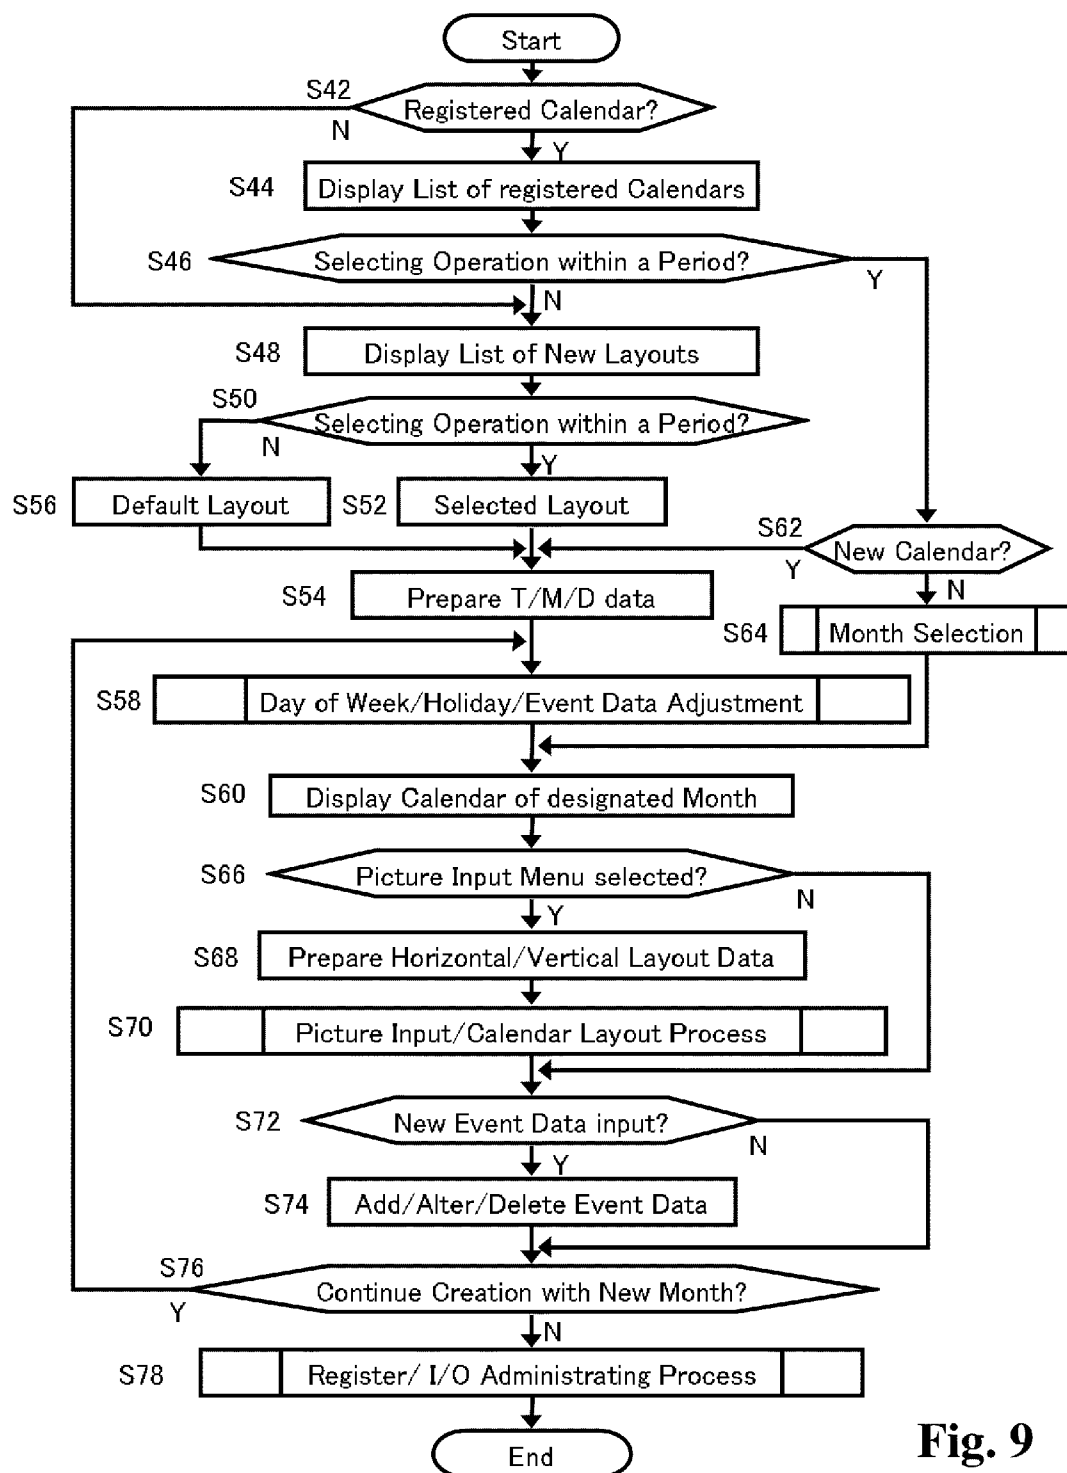 Start
S42
Registered Calendar?
N
Y
S44
Display List of registered Calendars
S46
Selecting Operation within a Period?
Y
N
S48
Display List of New Layouts
S50
Selecting Operation within a Period?
N
Y
S56
Default Layout
S52
Selected Layout
S62
New Calendar?
Y
N
S54
Prepare T/M/D data
S64
Month Selection
S58
Day of Week/Holiday/Event Data Adjustment
S60
Display Calendar of designated Month
S66
Picture Input Menu selected?
N
Y
S68
Prepare Horizontal/Vertical Layout Data
S70
Picture Input/Calendar Layout Process
S72
New Event Data input?
N
Y
S74
Add/Alter/Delete Event Data
S76
Continue Creation with New Month?
Y
N
S78
Register/ I/O Administrating Process
End
Fig. 9